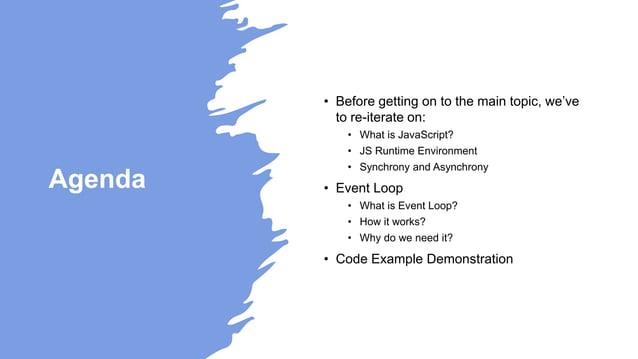 Agenda
• Before getting on to the main topic, we’ve
to re-iterate on:
• What is JavaScript?
• JS Runtime Environment
• Synchrony and Asynchrony
• Event Loop
• What is Event Loop?
• How it works?
• Why do we need it?
• Code Example Demonstration